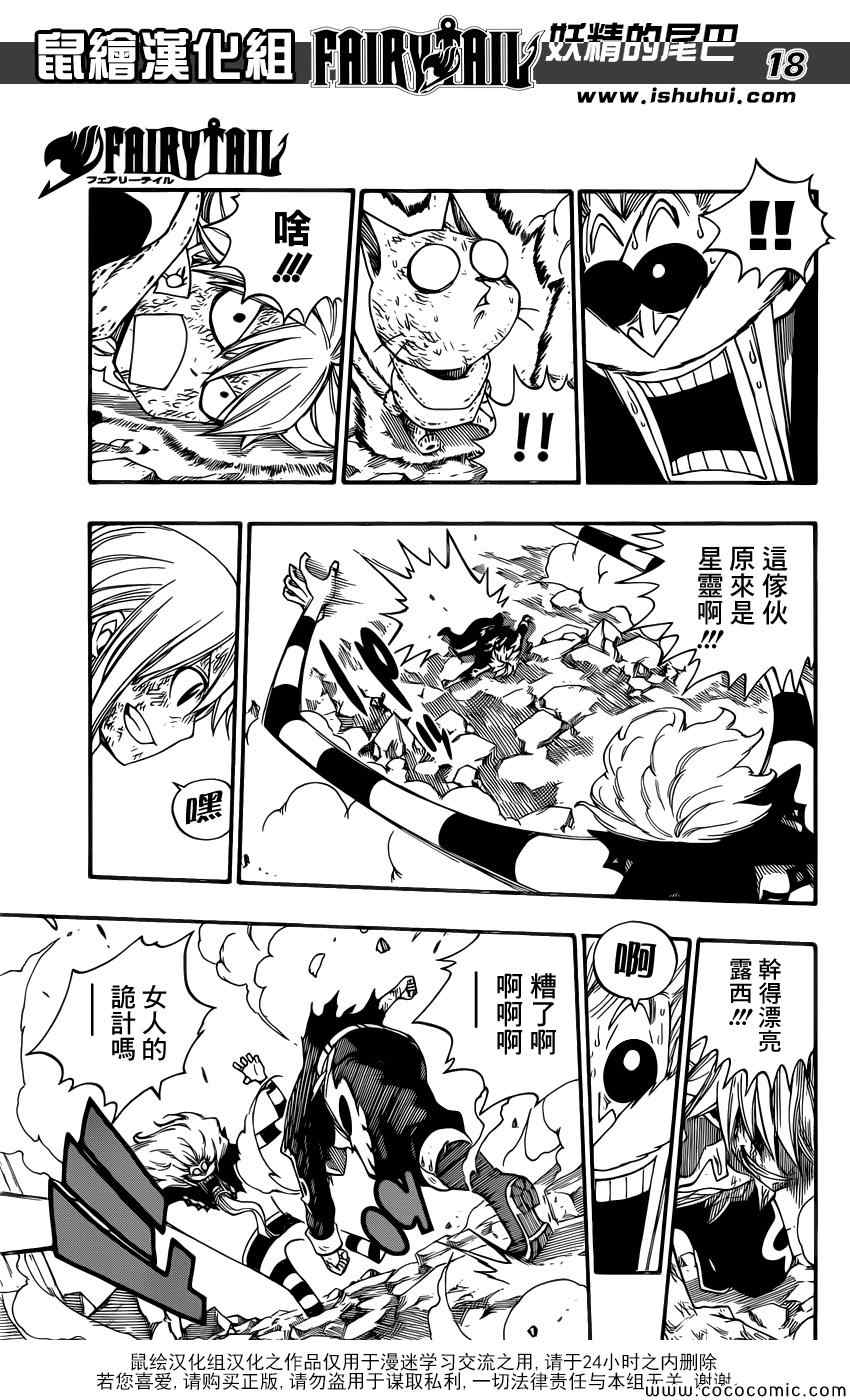 鼠繪漢化組
FAIRY TAIL
妖精的尾巴
18
www.ishuhui.com
FAIRY TAIL
フェアリーテイル
!!
!!
啥
!!!
這傢伙
原來是
星靈啊
!!!
嘿
幹得漂亮
露西!!!
啊
糟了啊
啊啊啊
——
女人的
詭計嗎
——
鼠绘汉化组汉化之作品仅用于漫迷学习交流之用, 请于24小时之内删除
若您喜爱, 请购买正版, 请勿用于谋取私利, 一切法律责任与本组无关, 谢谢.
www.cococomic.com